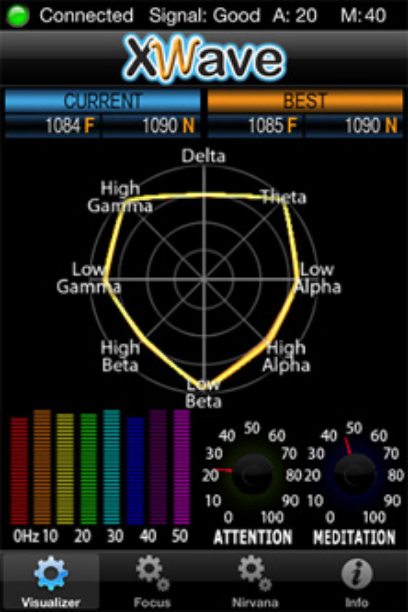 Connected Signal: Good A: 20 M:40
XWave
CURRENT BEST
1084 F 1090 N 1085 F 1090 N
Delta
High Gamma
Theta
Low Gamma
Low Alpha
High Beta
High Alpha
Low Beta
40 50 60
30 70
20 80
10 90
0 100
ATTENTION
40 50 60
30 70
20 80
10 90
0 100
MEDITATION
0Hz 10 20 30 40 50
Visualizer Focus Nirvana Info